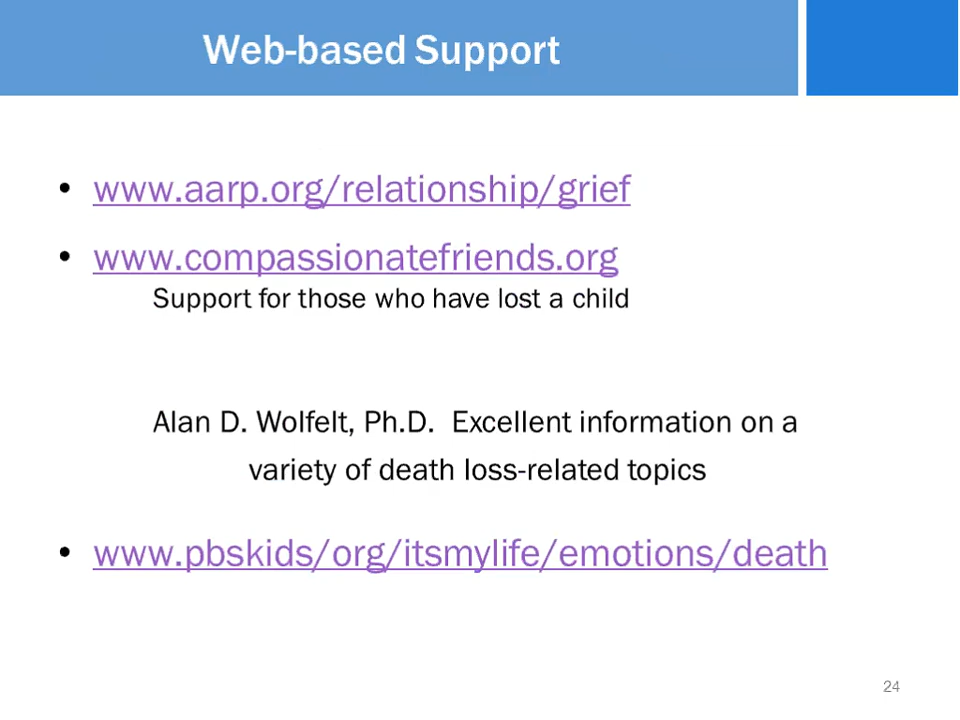 Web-based Support
• www.aarp.org/relationship/grief
• www.compassionatefriends.org
Support for those who have lost a child
Alan D. Wolfelt, Ph.D.  Excellent information on a
variety of death loss-related topics
• www.pbskids/org/itsmylife/emotions/death
24